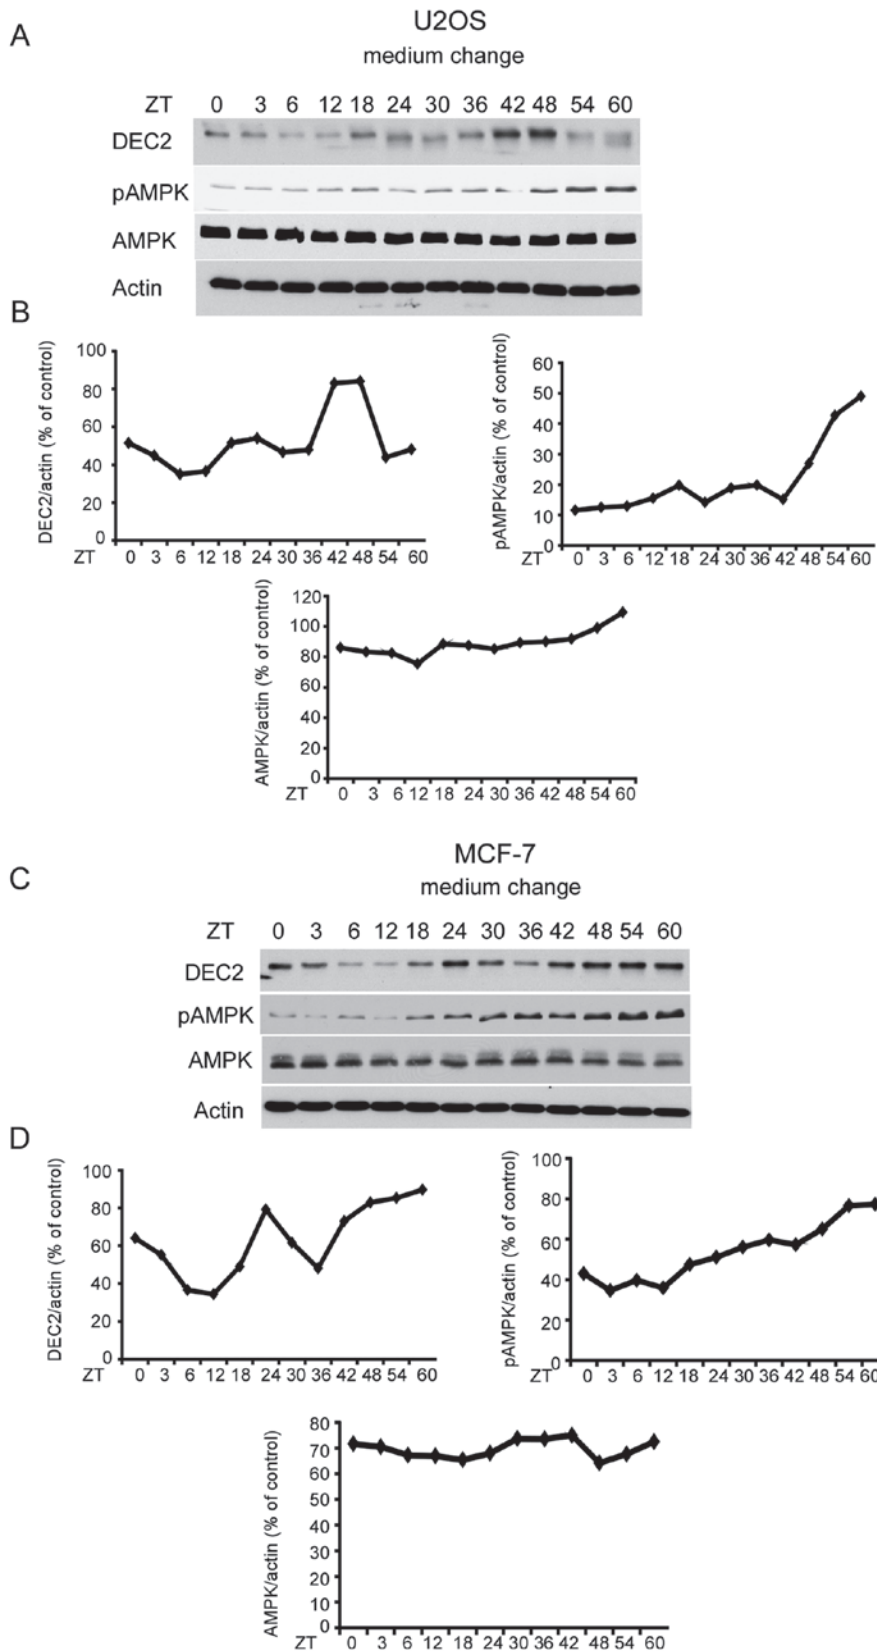 A
U2OS
medium change
ZT 0 3 6 12 18 24 30 36 42 48 54 60
DEC2
pAMPK
AMPK
Actin
B
DEC2/actin (% of control)
100
80
60
40
20
0
ZT 0 3 6 12 18 24 30 36 42 48 54 60
pAMPK/actin (% of control)
60
50
40
30
20
10
0
ZT 0 3 6 12 18 24 30 36 42 48 54 60
AMPK/actin (% of control)
120
100
80
60
40
20
0
ZT 0 3 6 12 18 24 30 36 42 48 54 60
C
MCF-7
medium change
ZT 0 3 6 12 18 24 30 36 42 48 54 60
DEC2
pAMPK
AMPK
Actin
D
DEC2/actin (% of control)
100
80
60
40
20
0
ZT 0 3 6 12 18 24 30 36 42 48 54 60
pAMPK/actin (% of control)
100
80
60
40
20
0
ZT 0 3 6 12 18 24 30 36 42 48 54 60
AMPK/actin (% of control)
80
70
60
50
40
30
20
10
0
ZT 0 3 6 12 18 24 30 36 42 48 54 60